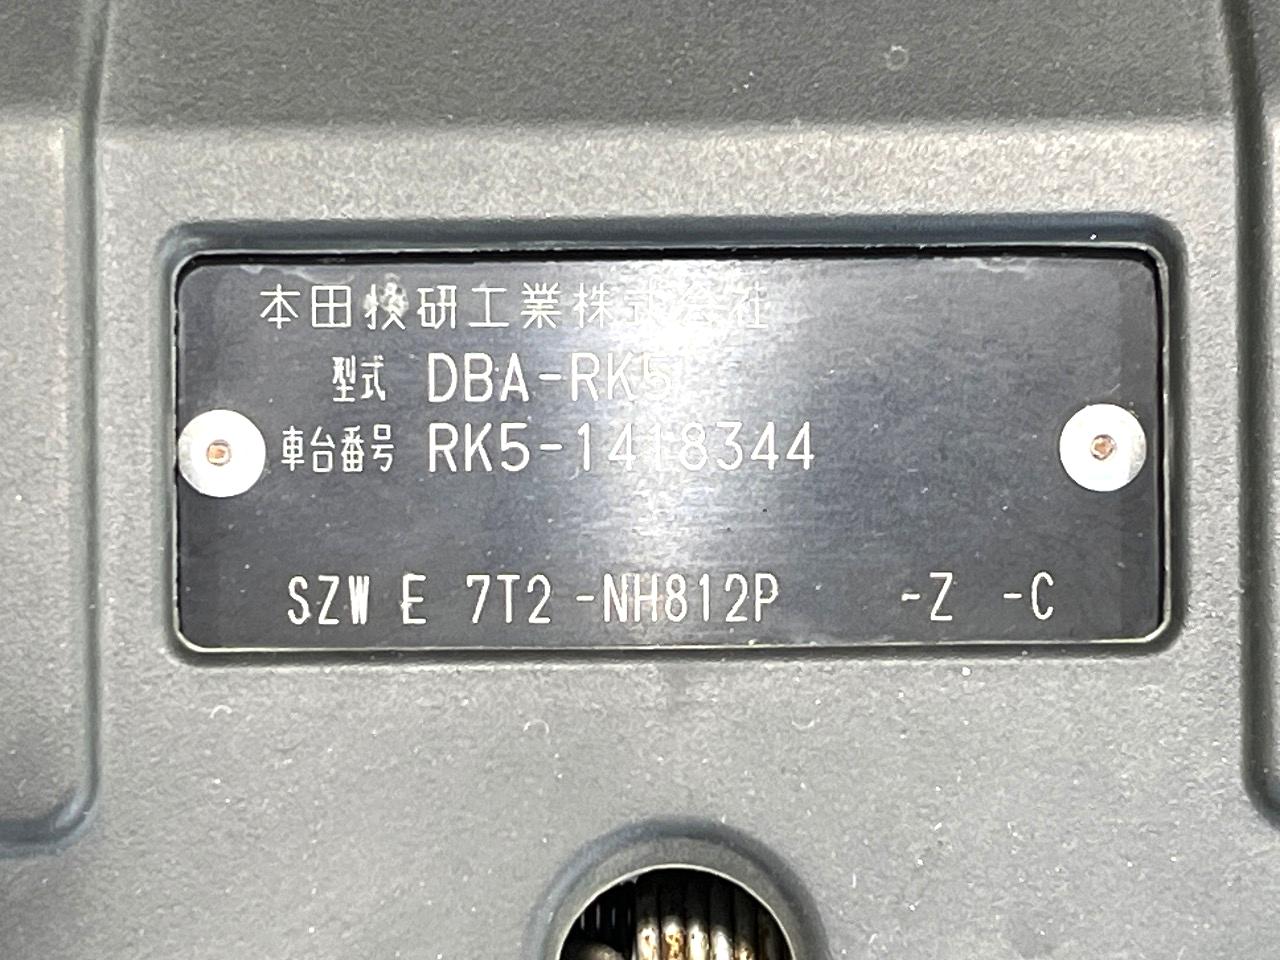 本田技研工業株式会社
型式 DBA-RK5
車台番号 RK5-1418344
SZW E 7T2 -NH812P -Z -C